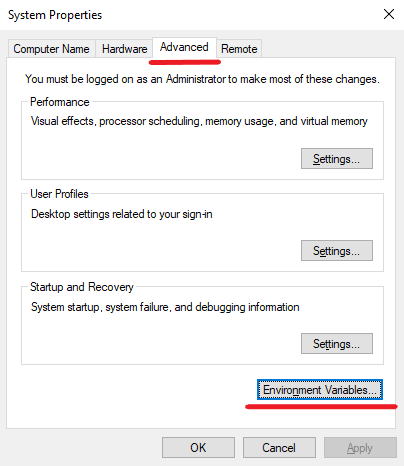 System Properties
Computer Name Hardware Advanced Remote
You must be logged on as an Administrator to make most of these changes.
Performance
Visual effects, processor scheduling, memory usage, and virtual memory
Settings...
User Profiles
Desktop settings related to your sign-in
Settings...
Startup and Recovery
System startup, system failure, and debugging information
Settings...
Environment Variables...
OK Cancel Apply